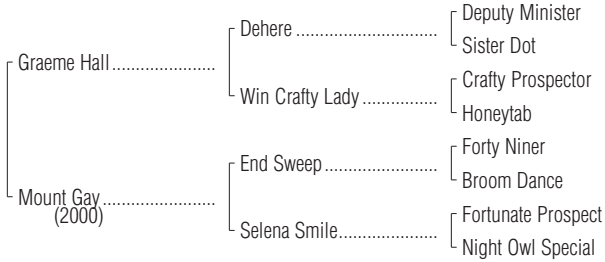 Deputy Minister
Dehere
Sister Dot
Graeme Hall
Crafty Prospector
Win Crafty Lady
Honeytab
Forty Niner
End Sweep
Broom Dance
Mount Gay
(2000)
Fortunate Prospect
Selena Smile
Night Owl Special